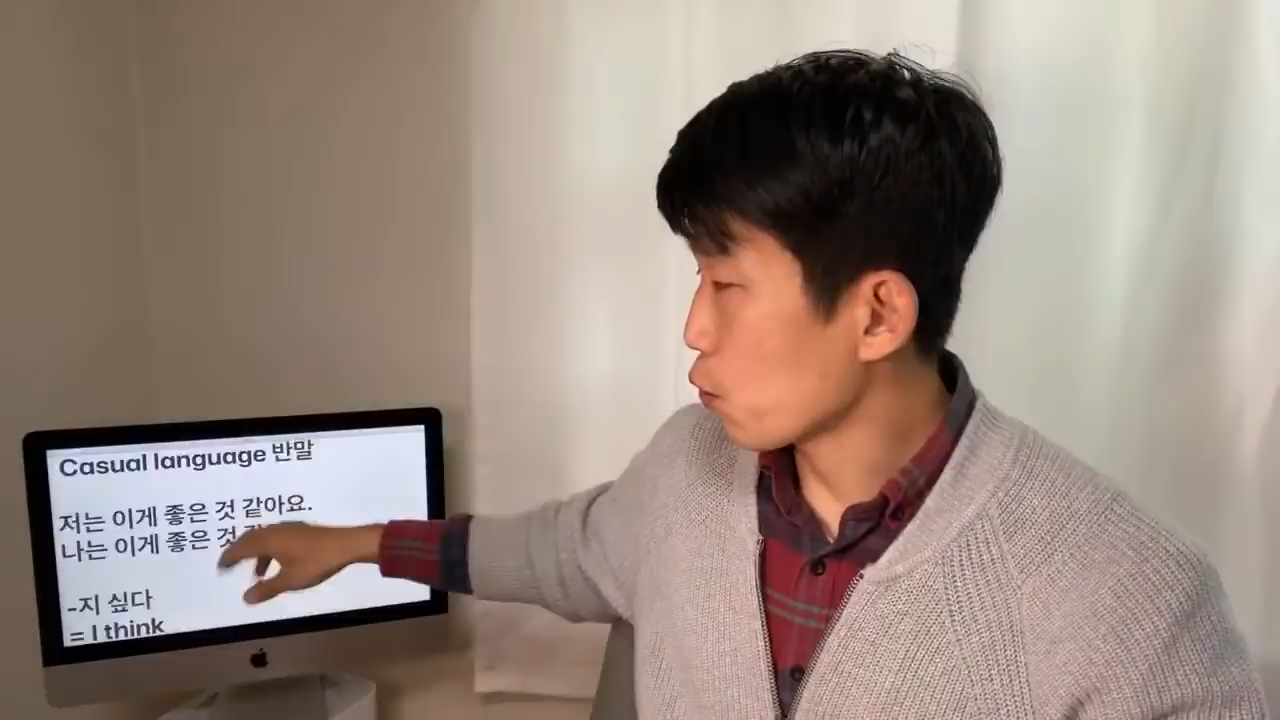 Casual language 반말
저는 이게 좋은 것 같아요.
나는 이게 좋은 것
-지 싶다
= I think